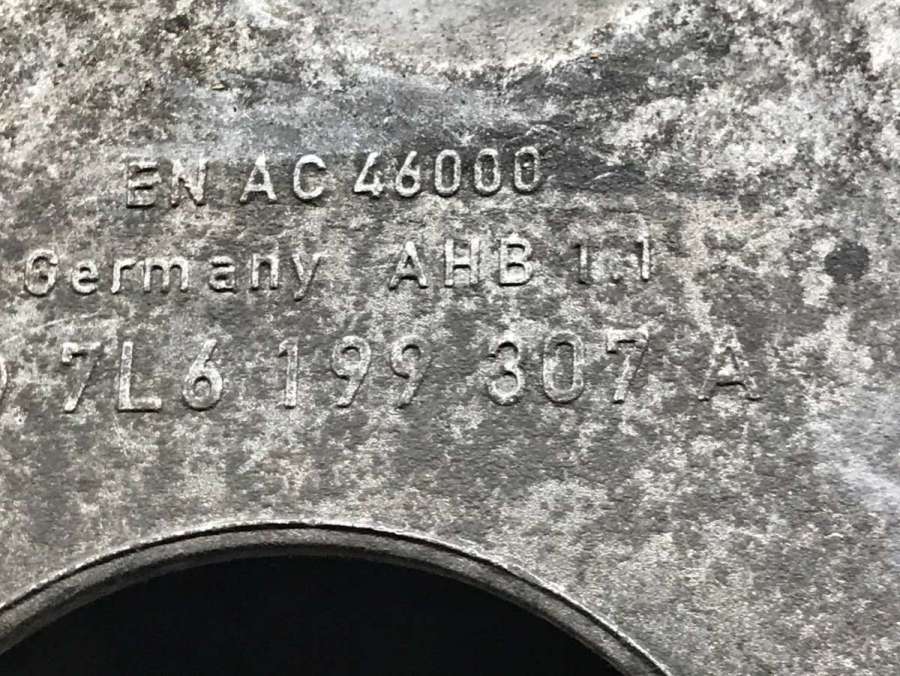 EN AC 46000
Germany AHB 1.1
7L6 199 307 A